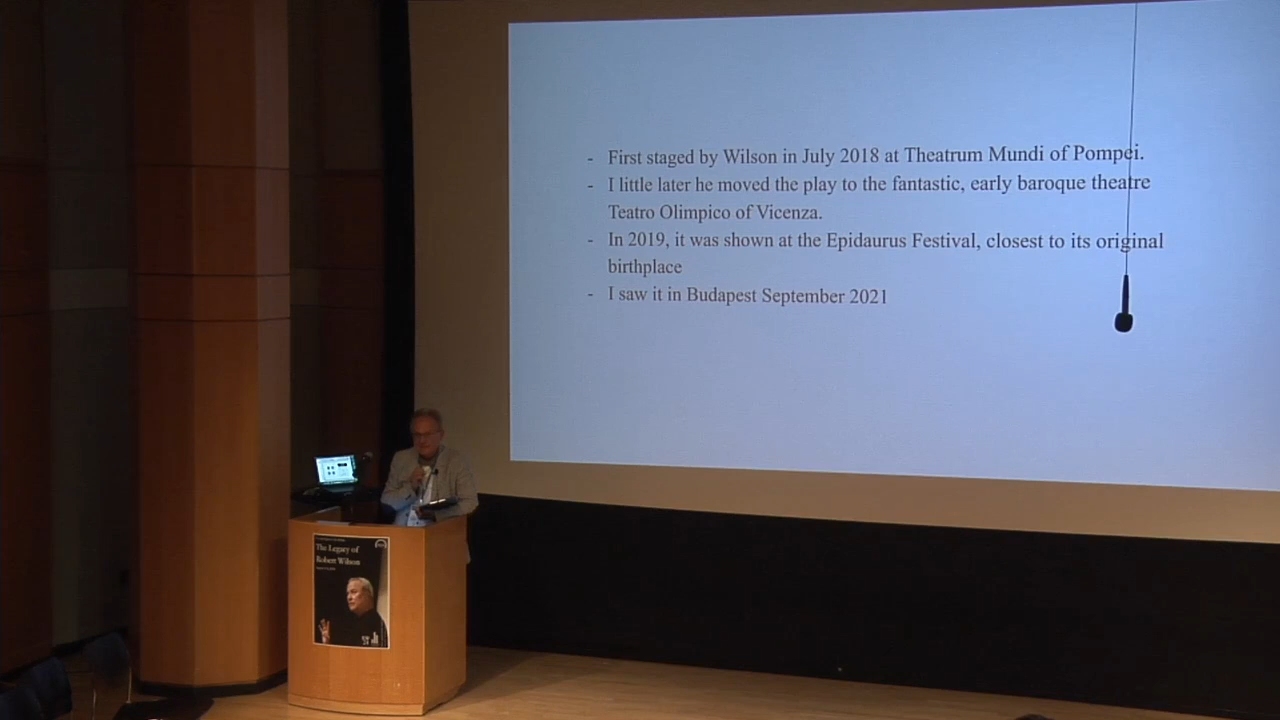 - First staged by Wilson in July 2018 at Theatrum Mundi of Pompei.
- I little later he moved the play to the fantastic, early baroque theatre
Teatro Olimpico of Vicenza.
- In 2019, it was shown at the Epidaurus Festival, closest to its original
birthplace
- I saw it in Budapest September 2021
The Legacy of
Robert Wilson